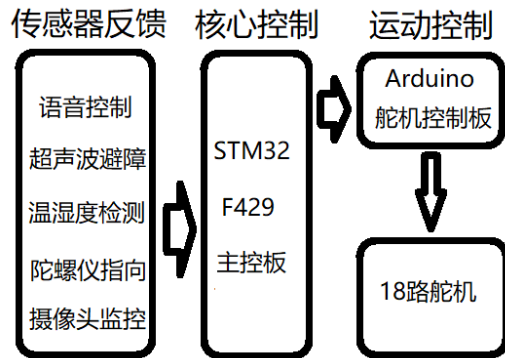 传感器反馈
语音控制
超声波避障
温湿度检测
陀螺仪指向
摄像头监控
核心控制
STM32
F429
主控板
运动控制
Arduino
舵机控制板
18路舵机